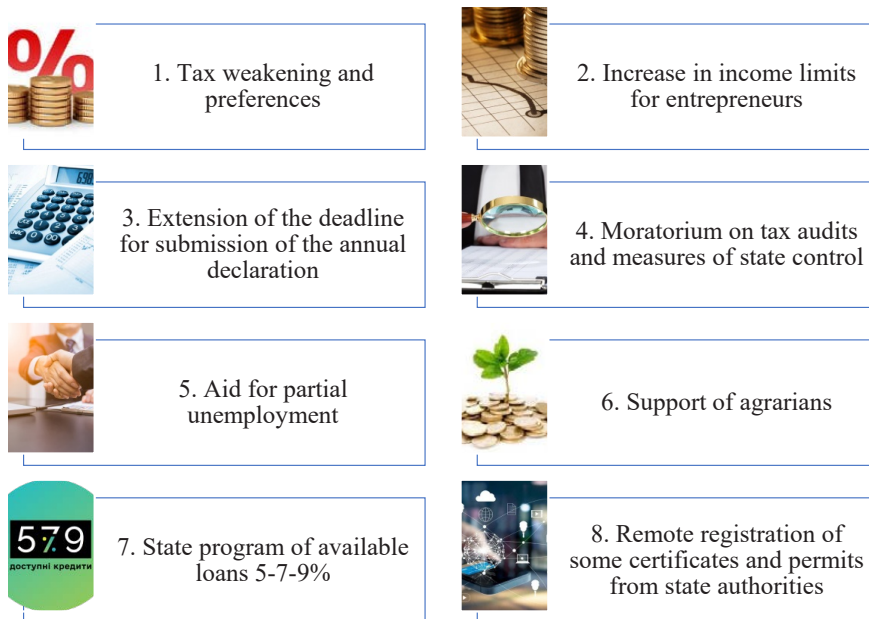 1. Tax weakening and
preferences
2. Increase in income limits
for entrepreneurs
3. Extension of the deadline
for submission of the annual
declaration
4. Moratorium on tax audits
and measures of state control
5. Aid for partial
unemployment
6. Support of agrarians
579
доступні кредити
7. State program of available
loans 5-7-9%
8. Remote registration of
some certificates and permits
from state authorities